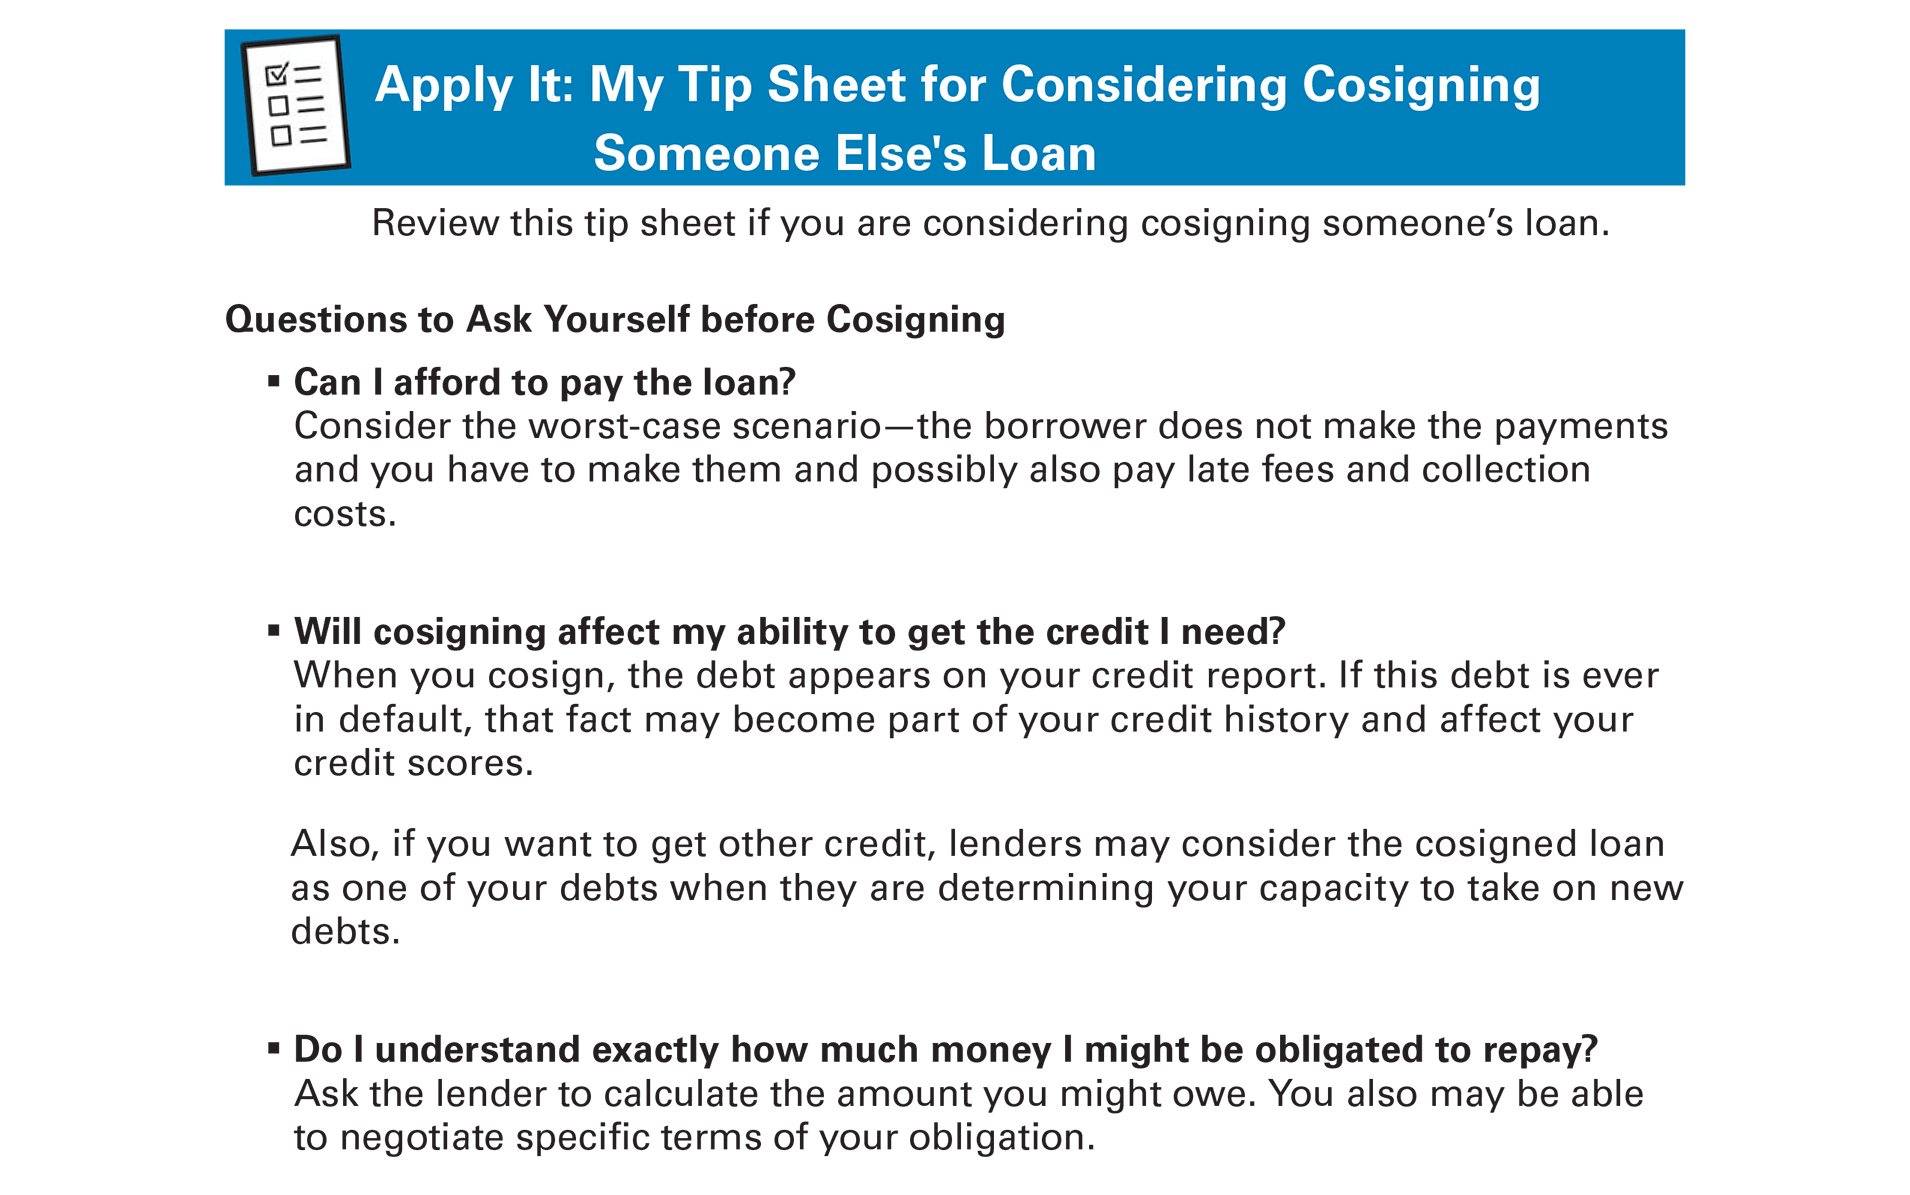 Apply It: My Tip Sheet for Considering Cosigning
Someone Else's Loan
Review this tip sheet if you are considering cosigning someone’s loan.
Questions to Ask Yourself before Cosigning
▪ Can I afford to pay the loan?
Consider the worst-case scenario—the borrower does not make the payments
and you have to make them and possibly also pay late fees and collection
costs.
▪ Will cosigning affect my ability to get the credit I need?
When you cosign, the debt appears on your credit report. If this debt is ever
in default, that fact may become part of your credit history and affect your
credit scores.
Also, if you want to get other credit, lenders may consider the cosigned loan
as one of your debts when they are determining your capacity to take on new
debts.
▪ Do I understand exactly how much money I might be obligated to repay?
Ask the lender to calculate the amount you might owe. You also may be able
to negotiate specific terms of your obligation.